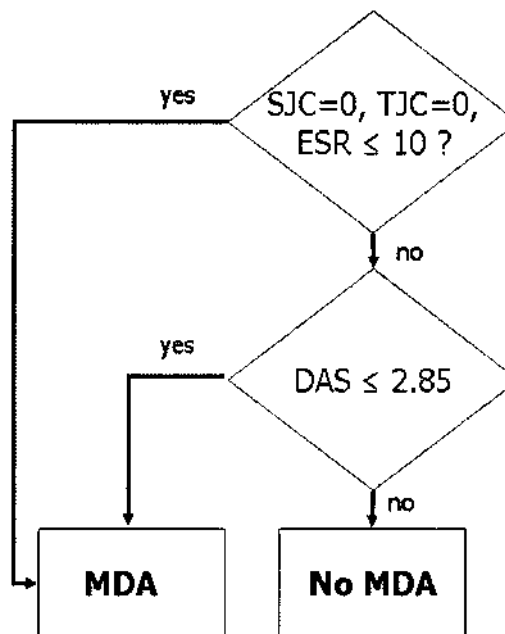 yes
SJC=0, TJC=0,
ESR ≤ 10 ?
no
yes
DAS ≤ 2.85
no
MDA
No MDA